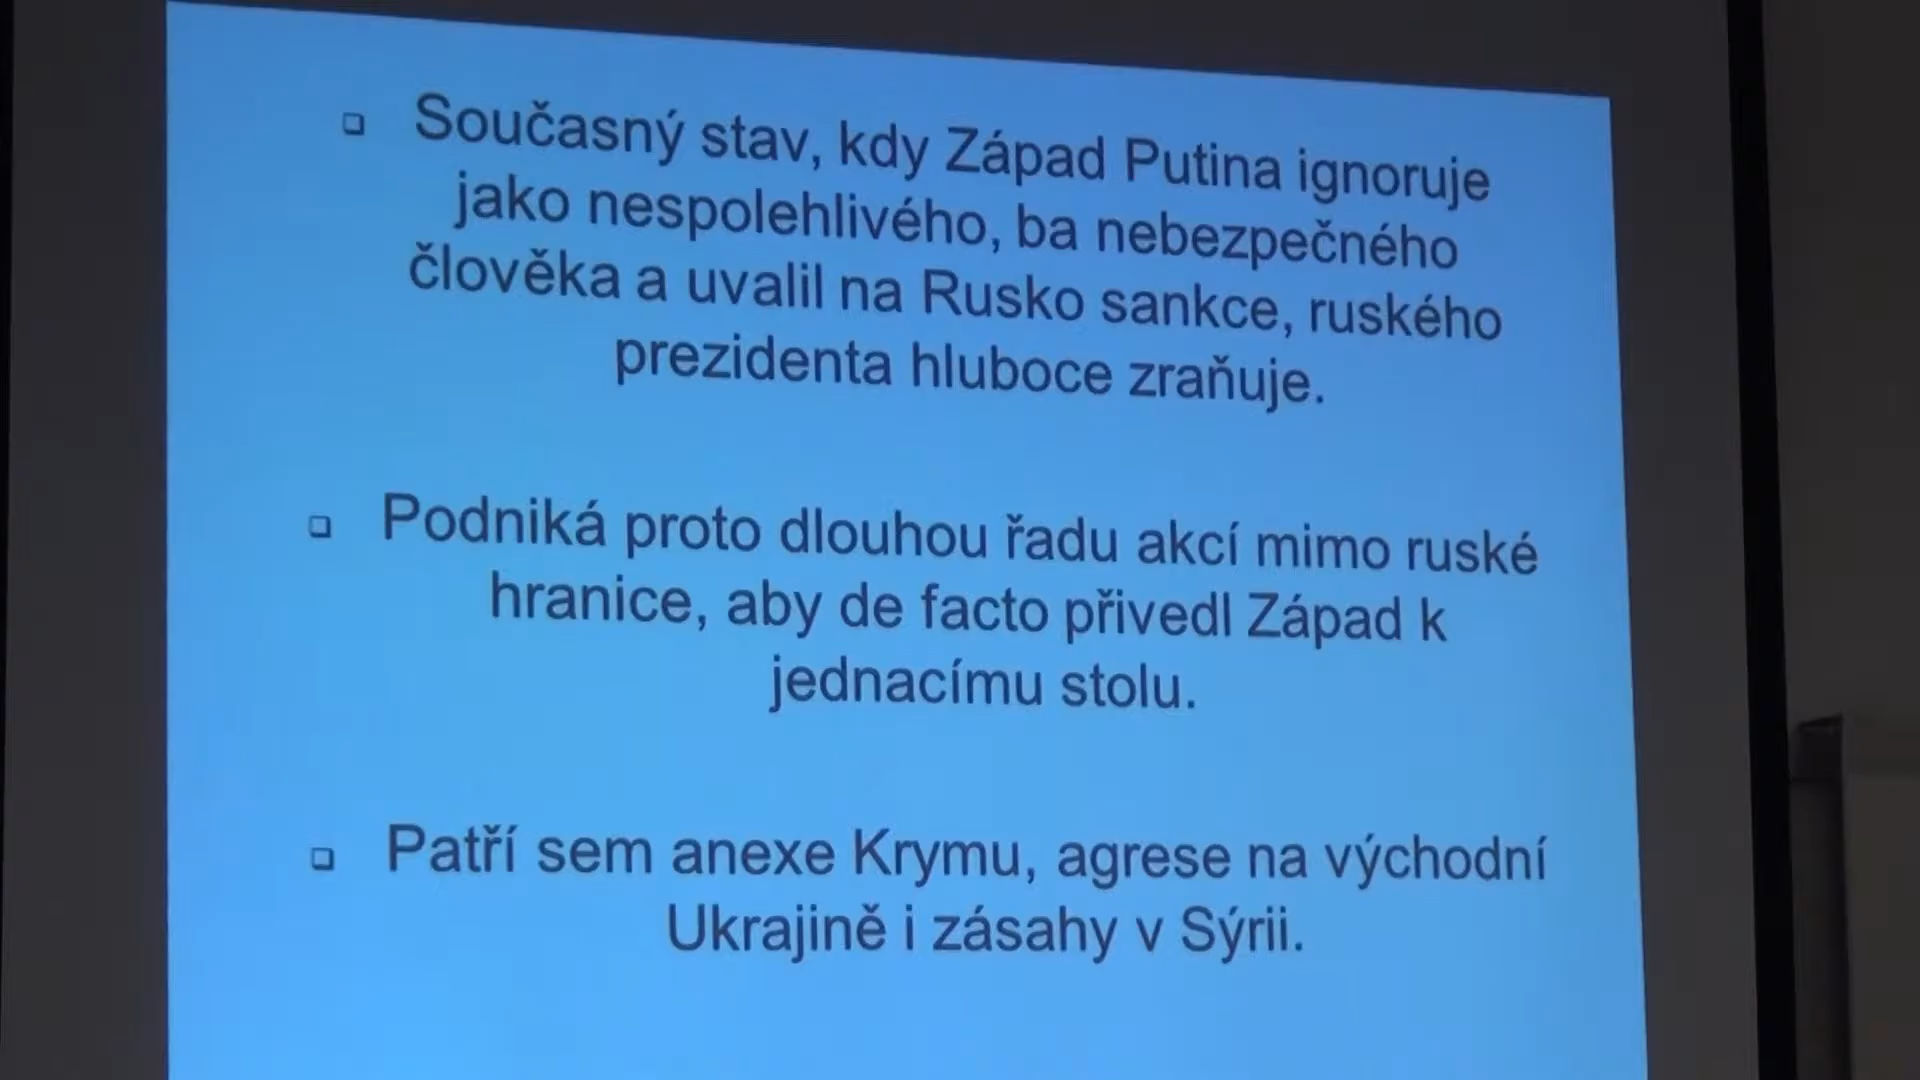 Současný stav, kdy Západ Putina ignoruje
jako nespolehlivého, ba nebezpečného
člověka a uvalil na Rusko sankce, ruského
prezidenta hluboce zraňuje.
Podniká proto dlouhou řadu akcí mimo ruské
hranice, aby de facto přivedl Západ k
jednacímu stolu.
Patří sem anexe Krymu, agrese na východní
Ukrajině i zásahy v Sýrii.